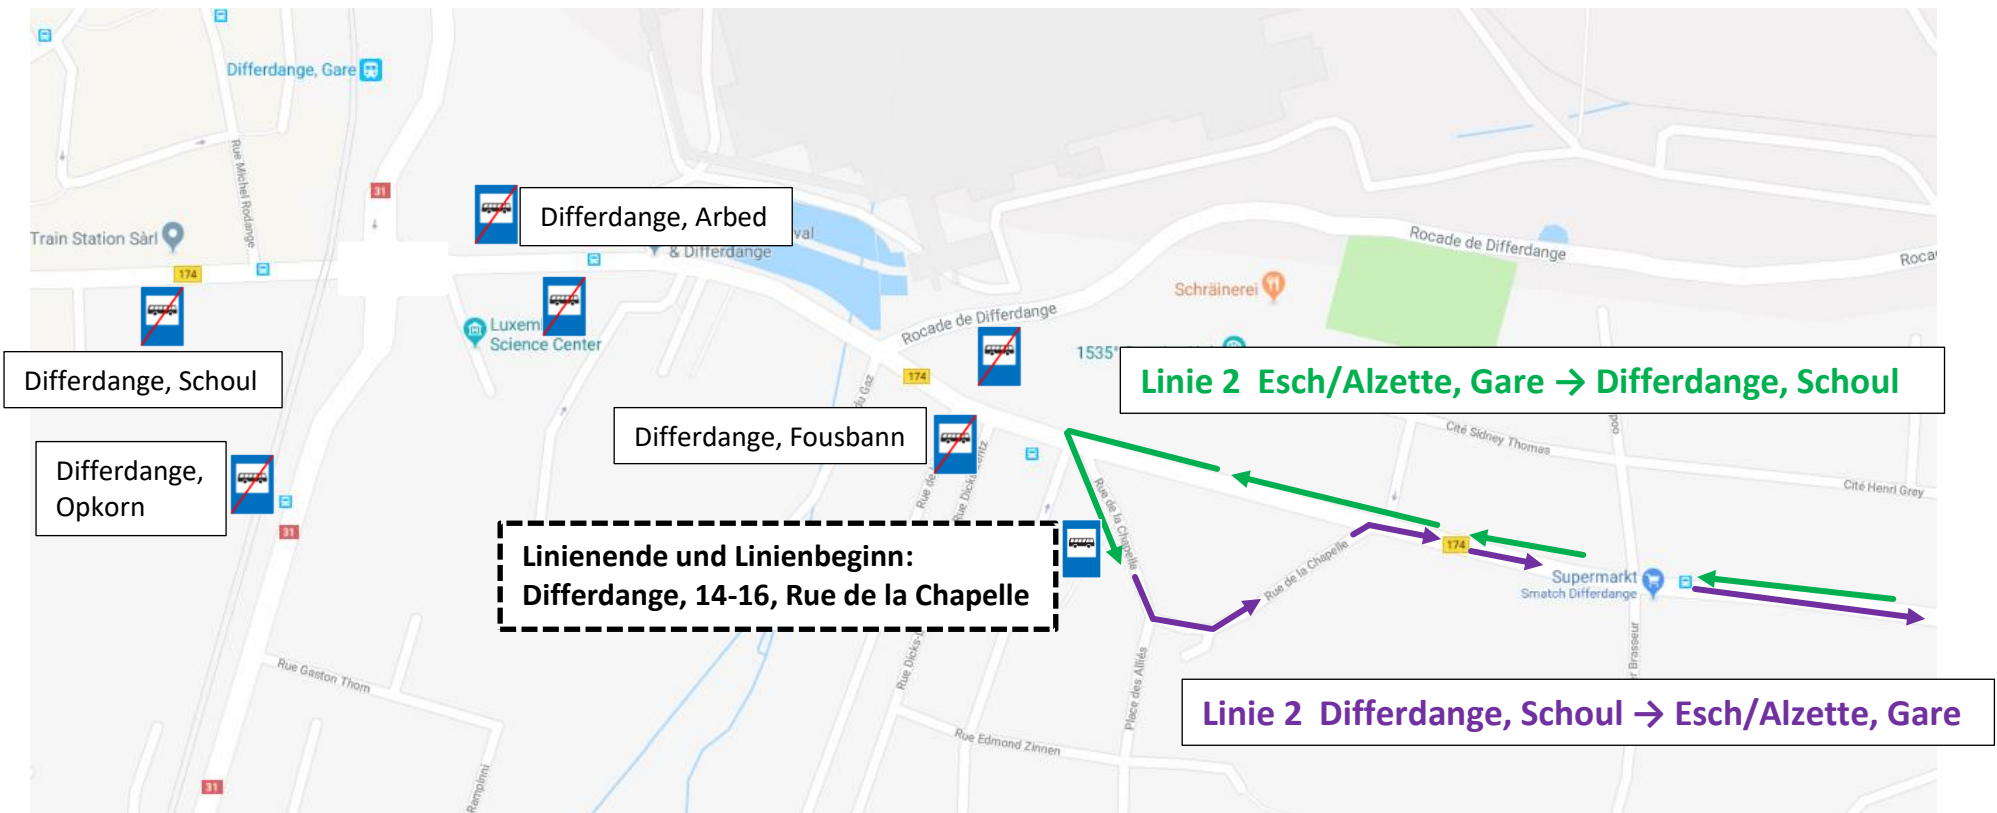 Differdange, Gare
Rue Michel Rodange
31
Differdange, Arbed
Train Station Sàrl
val
& Differdange
174
Rocade de Differdange
Schräinerei
Luxem
Science Center
Rocade de Differdange
1535°
Linie 2 Esch/Alzette, Gare → Differdange, Schoul
Differdange, Schoul
174
du Gaz
Differdange, Fousbann
Cité Sidney Thomas
Differdange,
Opkorn
Cité Henri Grey
Rue de la Chapelle
31
Linienende und Linienbeginn:
Differdange, 14-16, Rue de la Chapelle
174
Rue de la Chapelle
Supermarkt
Smatch Differdange
Brasseur
Rue Gaston Thorn
Place des Alliés
Linie 2 Differdange, Schoul → Esch/Alzette, Gare
Rue Edmond Zinnen
31